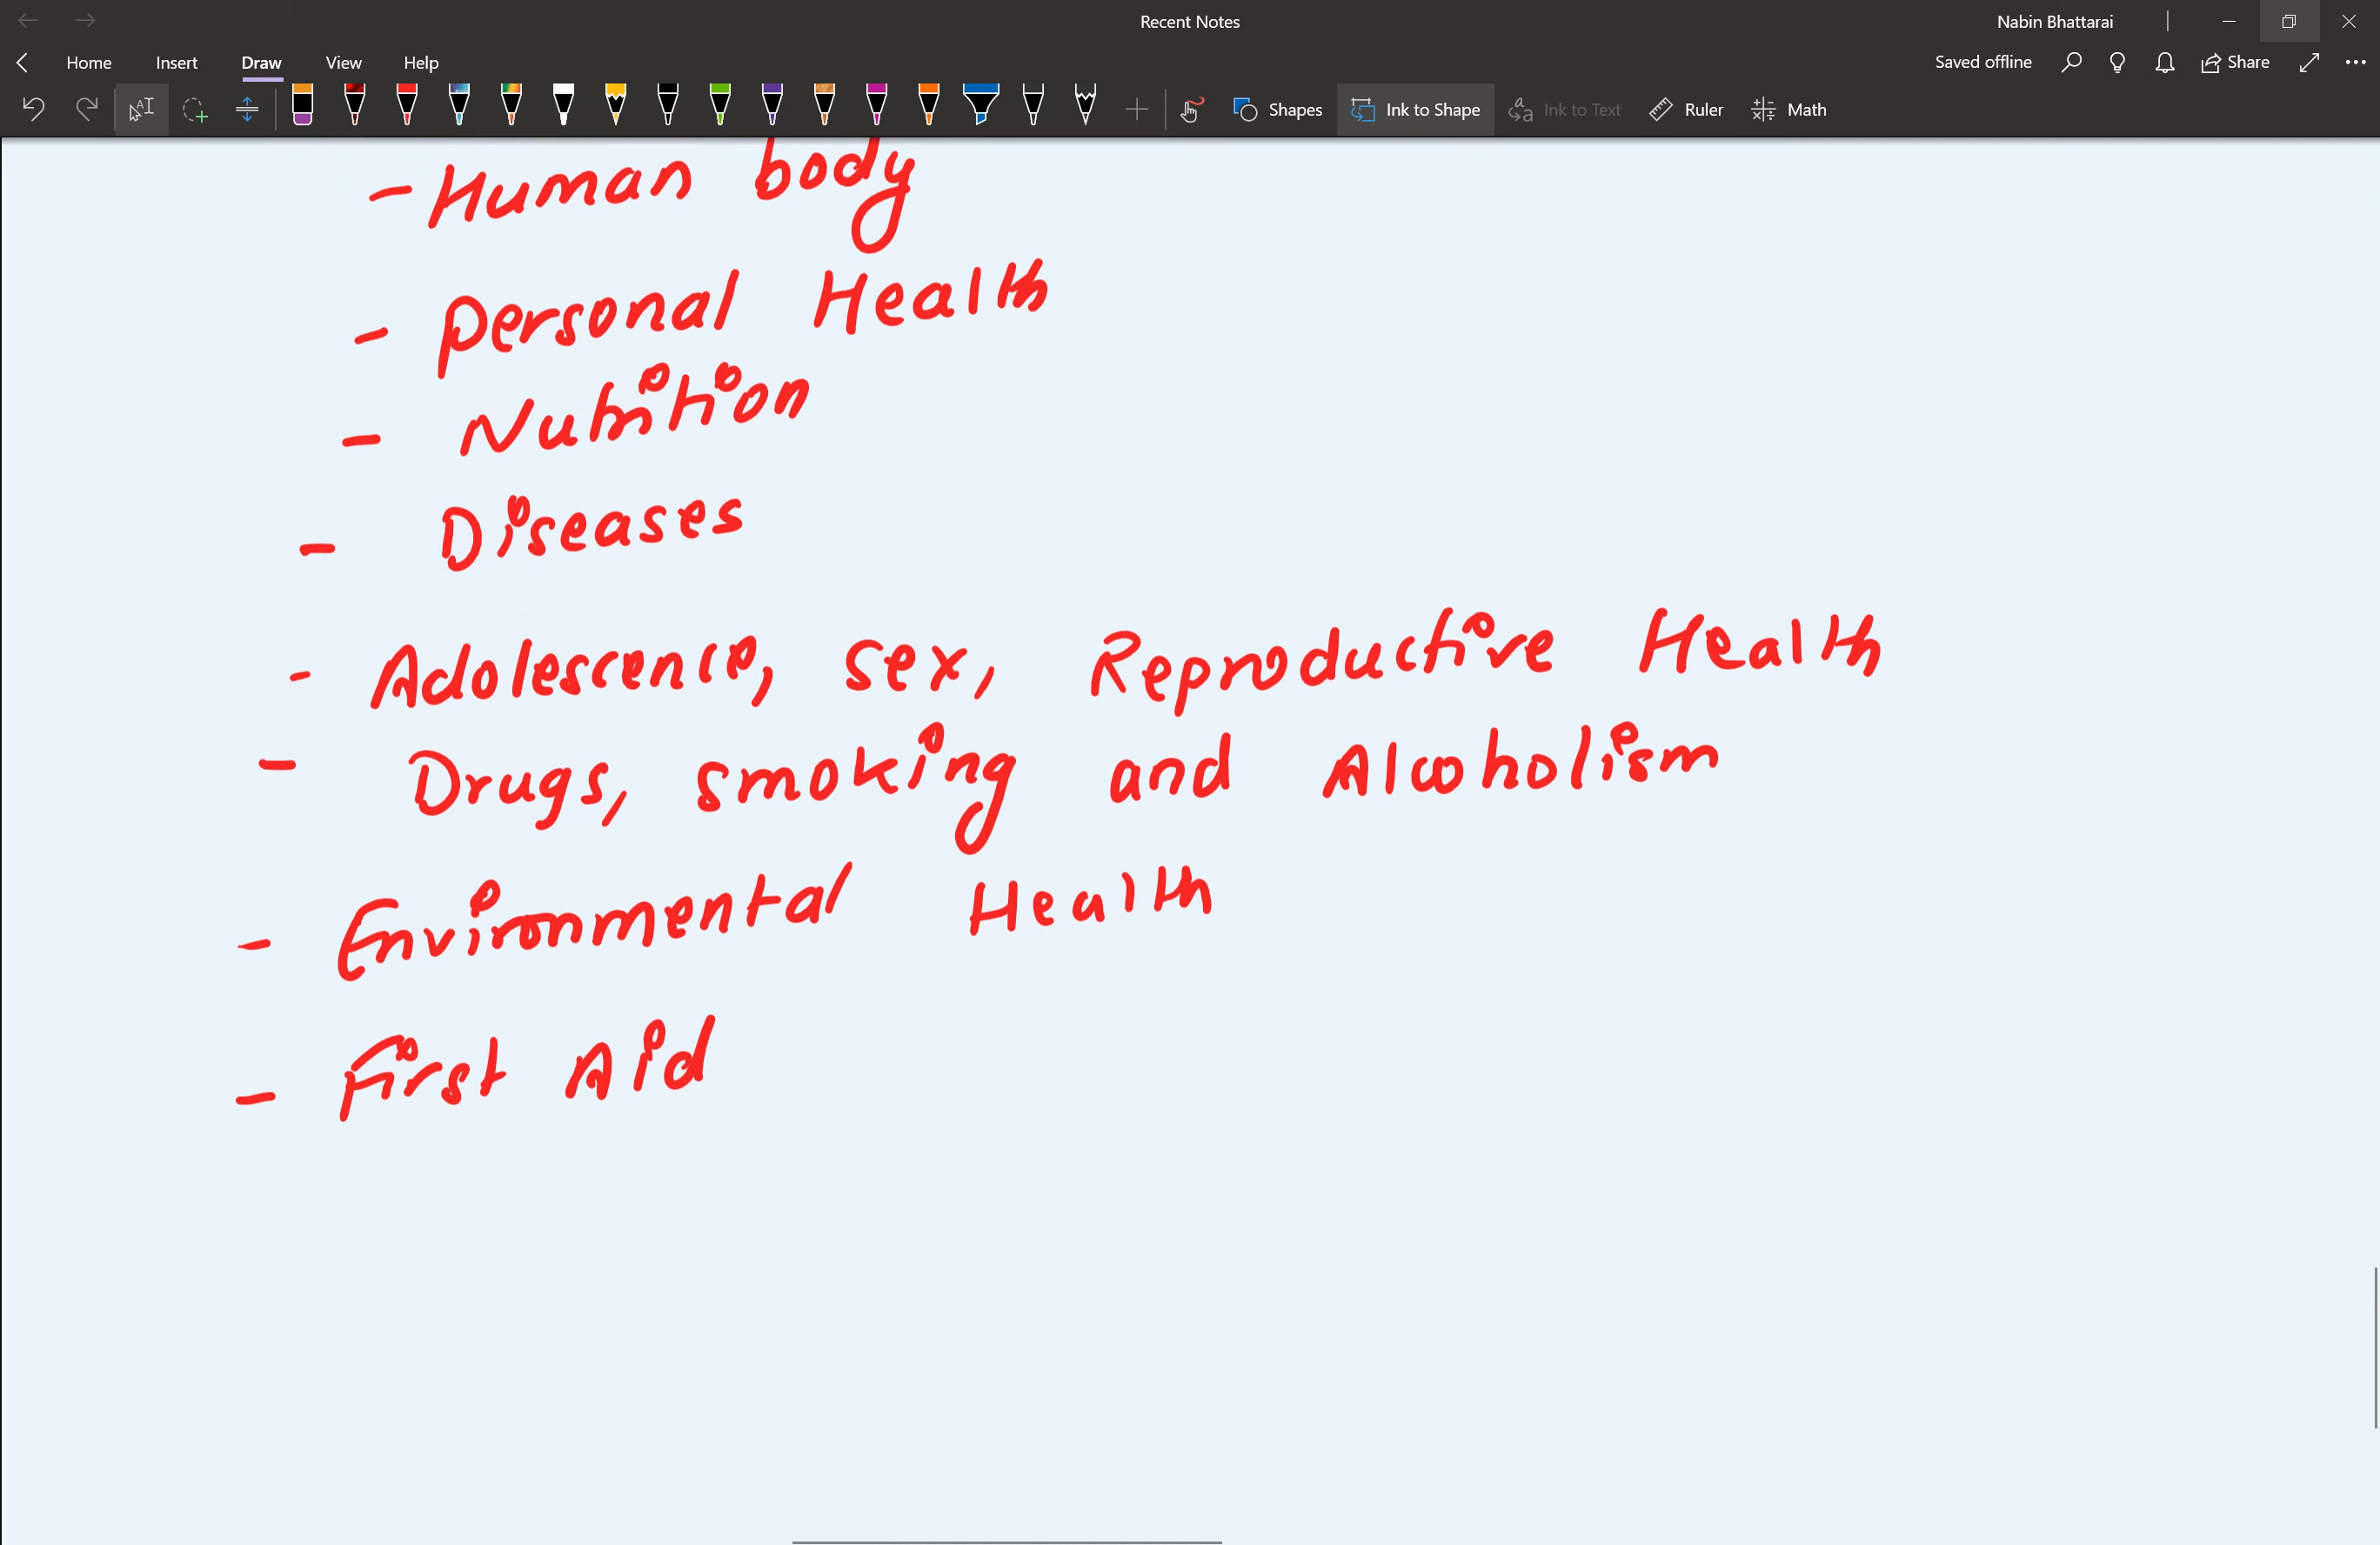 Recent Notes
Nabin Bhattarai
Home Insert Draw View Help
Saved offline
Share
Shapes
Ink to Shape
Ink to Text
Ruler
Math
- Human body
- Personal Health
- Nutrition
- Diseases
- Adolescence, sex, Reproductive Health
- Drugs, smoking and Alcoholism
- Environmental Health
- First Aid